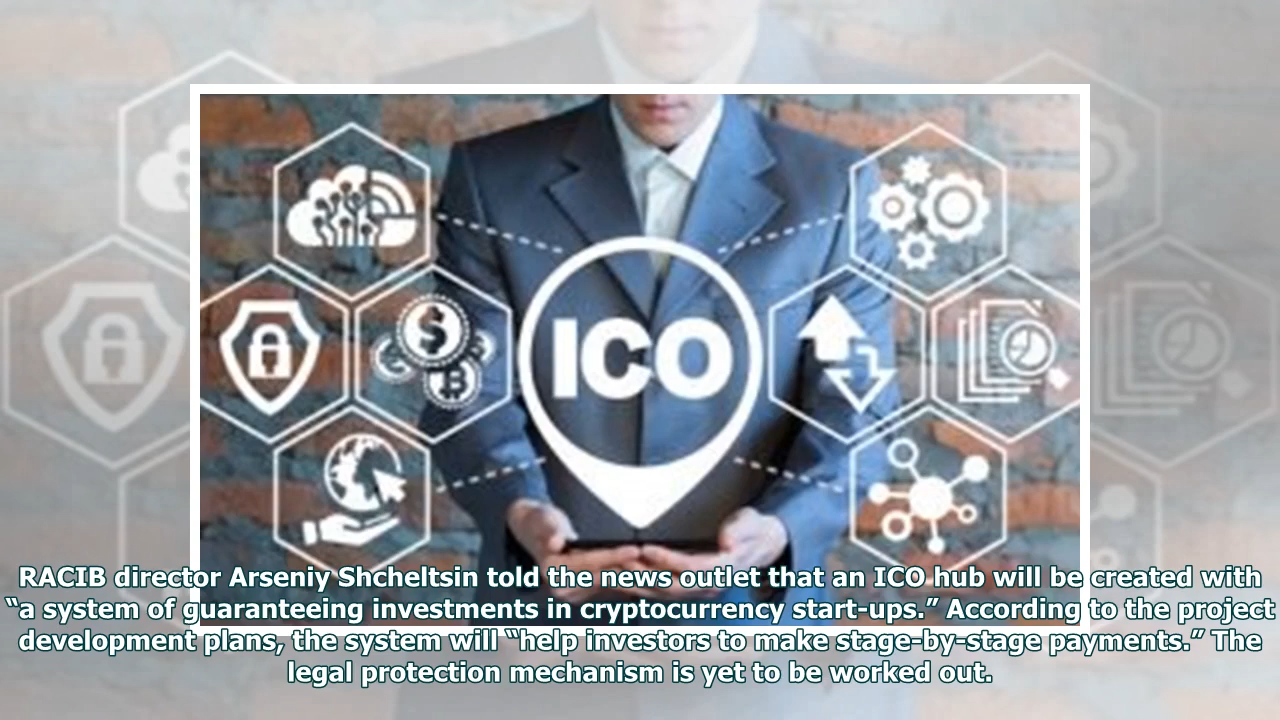 ICO
RACIB director Arseniy Shcheltsin told the news outlet that an ICO hub will be created with
“a system of guaranteeing investments in cryptocurrency start-ups.” According to the project
development plans, the system will “help investors to make stage-by-stage payments.” The
legal protection mechanism is yet to be worked out.